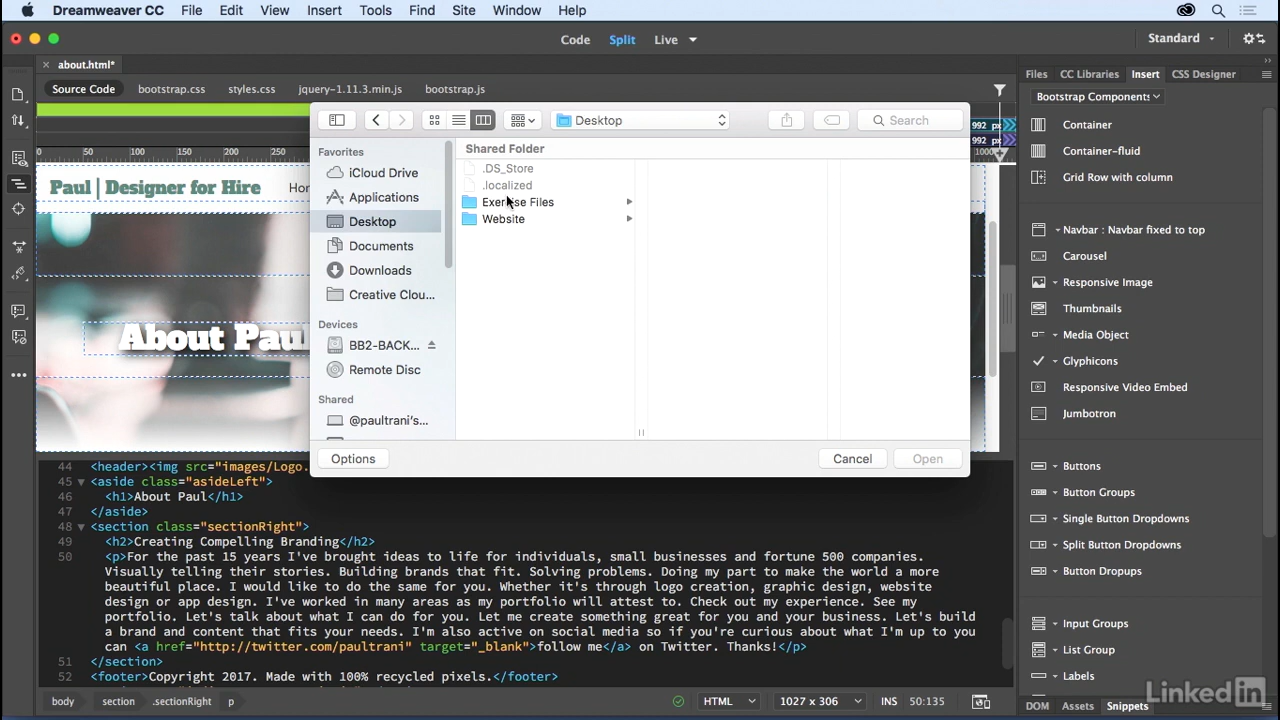 Dreamweaver CC File Edit View Insert Tools Find Site Window Help
Code Split Live Standard
about.html*
Source Code bootstrap.css styles.css jquery-1.11.3.min.js bootstrap.js
Files CC Libraries Insert CSS Designer
Bootstrap Components
Container
Container-fluid
Grid Row with column
Navbar : Navbar fixed to top
Carousel
Responsive Image
Thumbnails
Media Object
Glyphicons
Responsive Video Embed
Jumbotron
Buttons
Button Groups
Single Button Dropdowns
Split Button Dropdowns
Button Dropups
Input Groups
List Group
Labels
Desktop
Search
Favorites
iCloud Drive
Applications
Desktop
Documents
Downloads
Creative Clou...
Devices
BB2-BACK...
Remote Disc
Shared
@paultrani's...
Shared Folder
.DS_Store
.localized
Exercise Files
Website
Options Cancel Open
992 px
992 px
0 50 100 150 200 250
Paul | Designer for Hire Hor
About Paul
44 <header><img src="images/Logo.
45 <aside class="asideLeft">
46 <h1>About Paul</h1>
47 </aside>
48 <section class="sectionRight">
49 <h2>Creating Compelling Branding</h2>
50 <p>For the past 15 years I've brought ideas to life for individuals, small businesses and fortune 500 companies.
Visually telling their stories. Building brands that fit. Solving problems. Doing my part to make the world a more
beautiful place. I would like to do the same for you. Whether it's through logo creation, graphic design, website
design or app design. I've worked in many areas as my portfolio will attest to. Check out my experience. See my
portfolio. Let's talk about what I can do for you. Let me create something great for you and your business. Let's build
a brand and content that fits your needs. I'm also active on social media so if you're curious about what I'm up to you
can <a href="http://twitter.com/paultrani" target="_blank">follow me</a> on Twitter. Thanks!</p>
51 </section>
52 <footer>Copyright 2017. Made with 100% recycled pixels.</footer>
body section .sectionRight p HTML 1027 x 306 INS 50:135
DOM Assets Snippets
LinkedIn